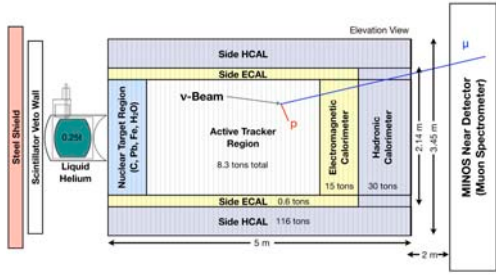 Elevation View
Side HCAL
Side ECAL
ν-Beam
μ
p
Steel Shield
Scintillator Veto Wall
0.25t
Liquid
Helium
Nuclear Target Region
(C, Pb, Fe, H₂O)
Active Tracker
Region
8.3 tons total
Electromagnetic
Calorimeter
15 tons
Hadronic
Calorimeter
30 tons
Side ECAL 0.6 tons
Side HCAL 116 tons
5 m
2 m
2.14 m
3.45 m
MINOS Near Detector
(Muon Spectrometer)